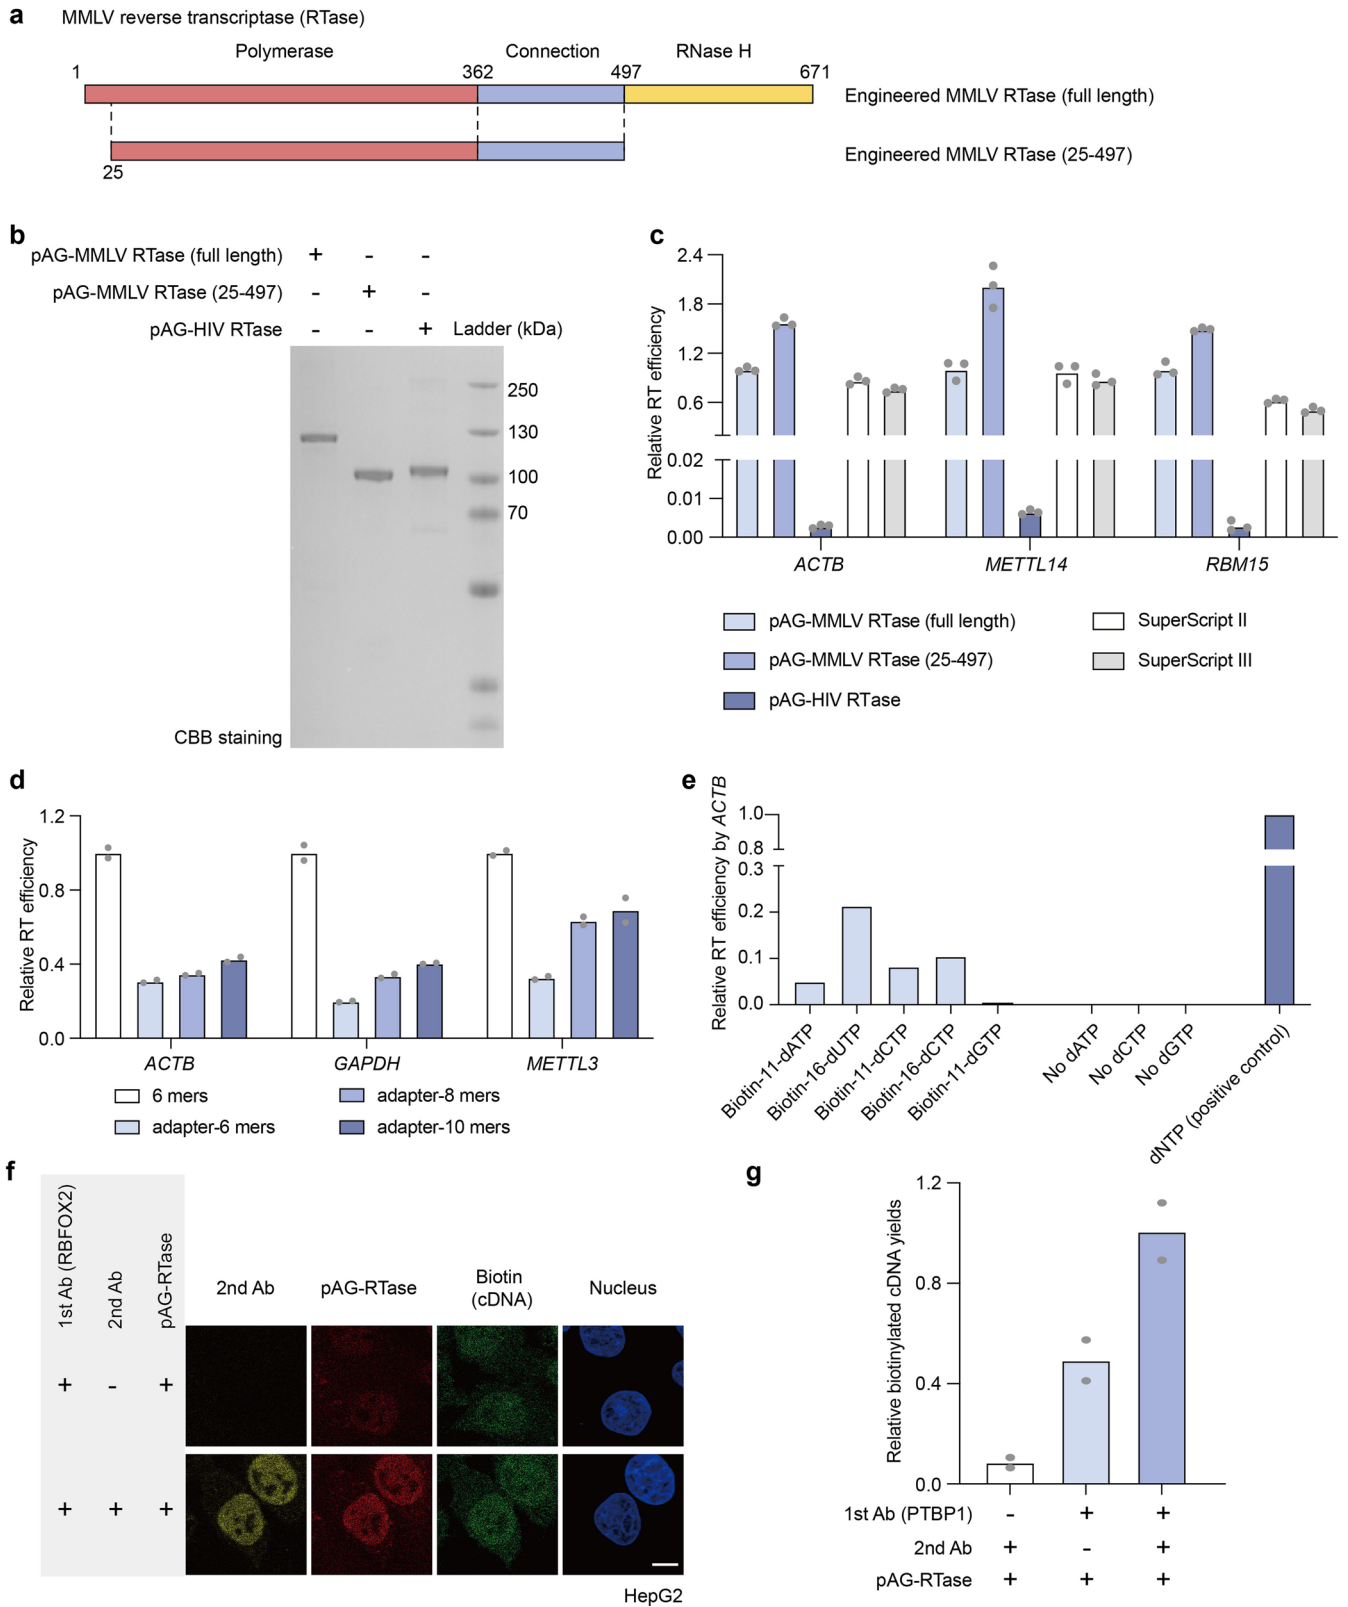 a
MMLV reverse transcriptase (RTase)
Polymerase Connection RNase H
1 362 497 671
Engineered MMLV RTase (full length)
Engineered MMLV RTase (25-497)
25
b
pAG-MMLV RTase (full length) + - -
pAG-MMLV RTase (25-497) - + -
pAG-HIV RTase - - + Ladder (kDa)
250
130
100
70
CBB staining
c
Relative RT efficiency
2.4
1.8
1.2
0.6
0.02
0.01
0.00
ACTB METTL14 RBM15
pAG-MMLV RTase (full length)
pAG-MMLV RTase (25-497)
pAG-HIV RTase
SuperScript II
SuperScript III
d
Relative RT efficiency
1.2
0.8
0.4
0.0
ACTB GAPDH METTL3
6 mers
adapter-6 mers
adapter-8 mers
adapter-10 mers
e
Relative RT efficiency by ACTB
1.0
0.8
0.3
0.2
0.1
0.0
Biotin-11-dATP
Biotin-16-dUTP
Biotin-11-dCTP
Biotin-16-dCTP
Biotin-11-dGTP
No dATP
No dCTP
No dGTP
dNTP (positive control)
f
1st Ab (RBFOX2)
2nd Ab
pAG-RTase
2nd Ab pAG-RTase Biotin (cDNA) Nucleus
+ - +
+ + +
HepG2
g
Relative biotinylated cDNA yields
1.2
0.8
0.4
0.0
1st Ab (PTBP1) - + +
2nd Ab + - +
pAG-RTase + + +